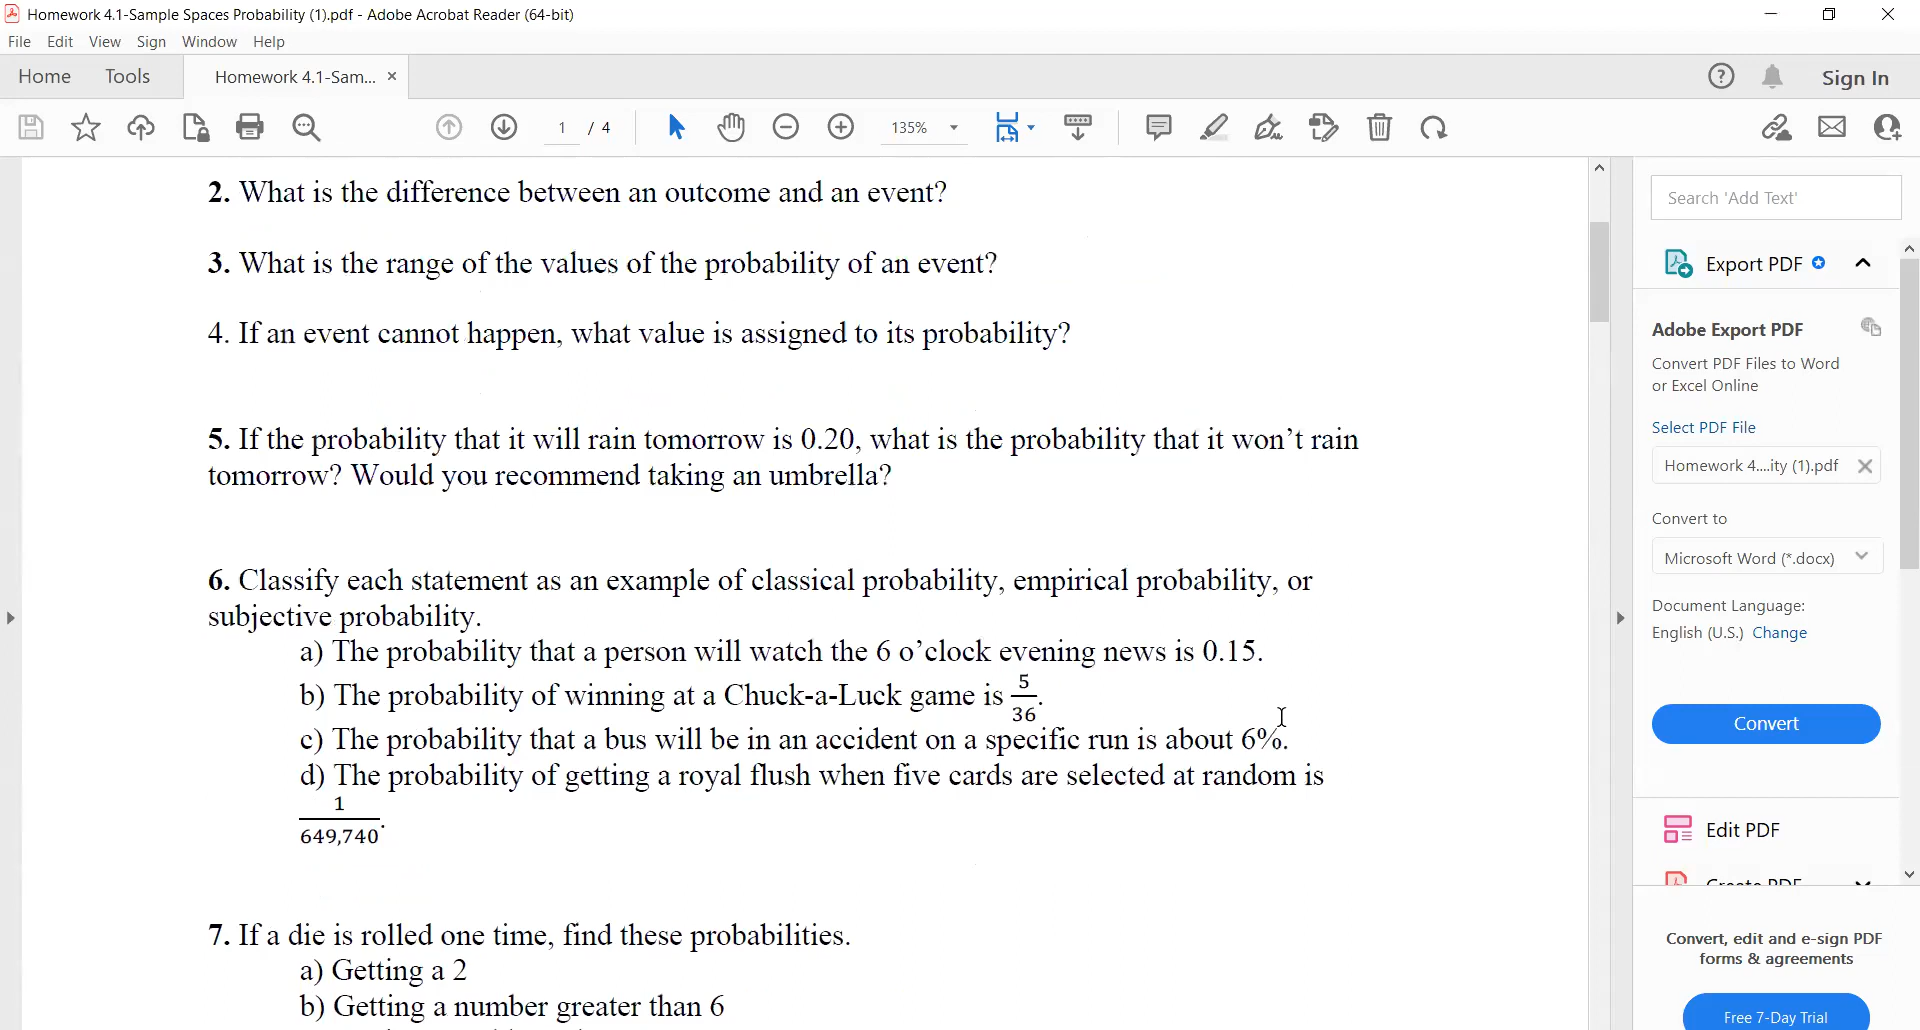 Homework 4.1-Sample Spaces Probability (1).pdf - Adobe Acrobat Reader (64-bit)
File Edit View Sign Window Help
Home Tools Homework 4.1-Sam... × Sign In
1 / 4 135%
2. What is the difference between an outcome and an event?
3. What is the range of the values of the probability of an event?
4. If an event cannot happen, what value is assigned to its probability?
5. If the probability that it will rain tomorrow is 0.20, what is the probability that it won’t rain
tomorrow? Would you recommend taking an umbrella?
6. Classify each statement as an example of classical probability, empirical probability, or
subjective probability.
a) The probability that a person will watch the 6 o’clock evening news is 0.15.
b) The probability of winning at a Chuck-a-Luck game is 5/36.
c) The probability that a bus will be in an accident on a specific run is about 6%.
d) The probability of getting a royal flush when five cards are selected at random is
1/649,740.
7. If a die is rolled one time, find these probabilities.
a) Getting a 2
b) Getting a number greater than 6
Search 'Add Text'
Export PDF
Adobe Export PDF
Convert PDF Files to Word
or Excel Online
Select PDF File
Homework 4....ity (1).pdf
Convert to
Microsoft Word (*.docx)
Document Language:
English (U.S.) Change
Convert
Edit PDF
Create PDF
Convert, edit and e-sign PDF
forms & agreements
Free 7-Day Trial